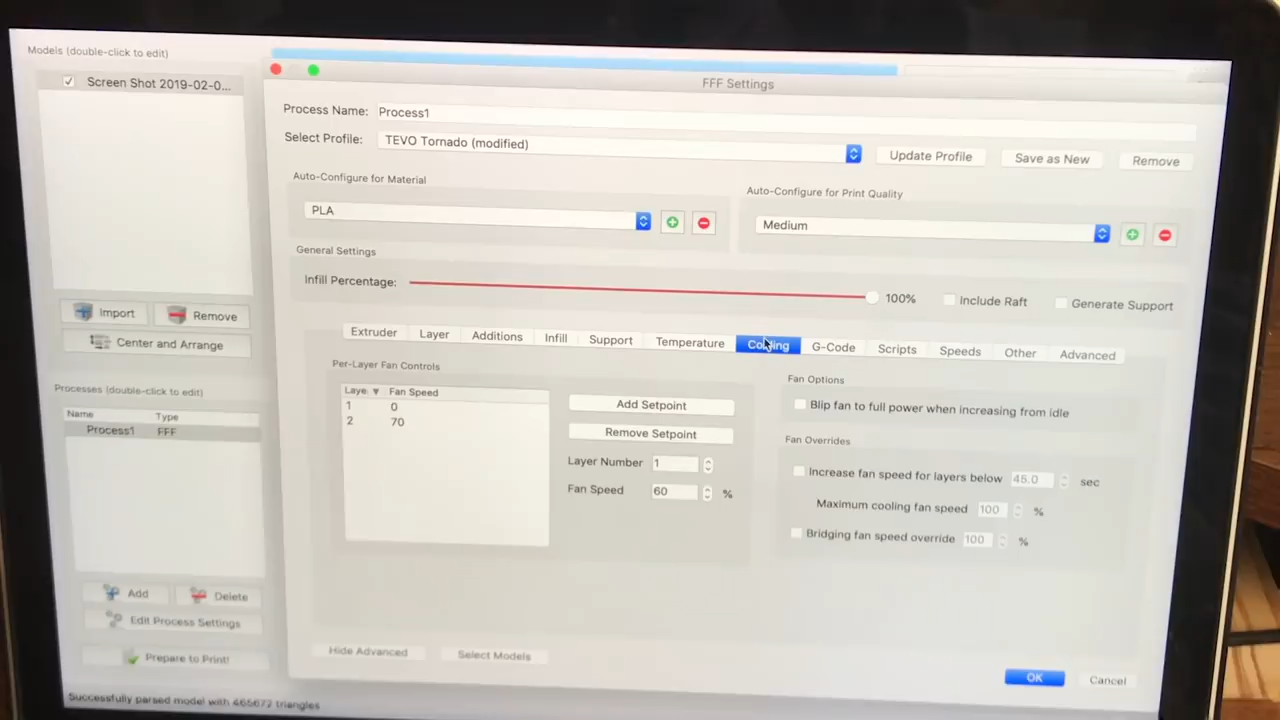 Models (double-click to edit)
Screen Shot 2019-02-0...
Import
Remove
Center and Arrange
Processes (double-click to edit)
Name Type
Process1 FFF
Add
Delete
Edit Process Settings
Prepare to Print!
Successfully parsed model with 465672 triangles
FFF Settings
Process Name: Process1
Select Profile: TEVO Tornado (modified)
Update Profile
Save as New
Remove
Auto-Configure for Material
PLA
Auto-Configure for Print Quality
Medium
General Settings
Infill Percentage: 100%
Include Raft
Generate Support
Extruder Layer Additions Infill Support Temperature Cooling G-Code Scripts Speeds Other Advanced
Per-Layer Fan Controls
Laye Fan Speed
1 0
2 70
Add Setpoint
Remove Setpoint
Layer Number 1
Fan Speed 60 %
Fan Options
Blip fan to full power when increasing from idle
Fan Overrides
Increase fan speed for layers below 45.0 sec
Maximum cooling fan speed 100 %
Bridging fan speed override 100 %
Hide Advanced
Select Models
OK
Cancel